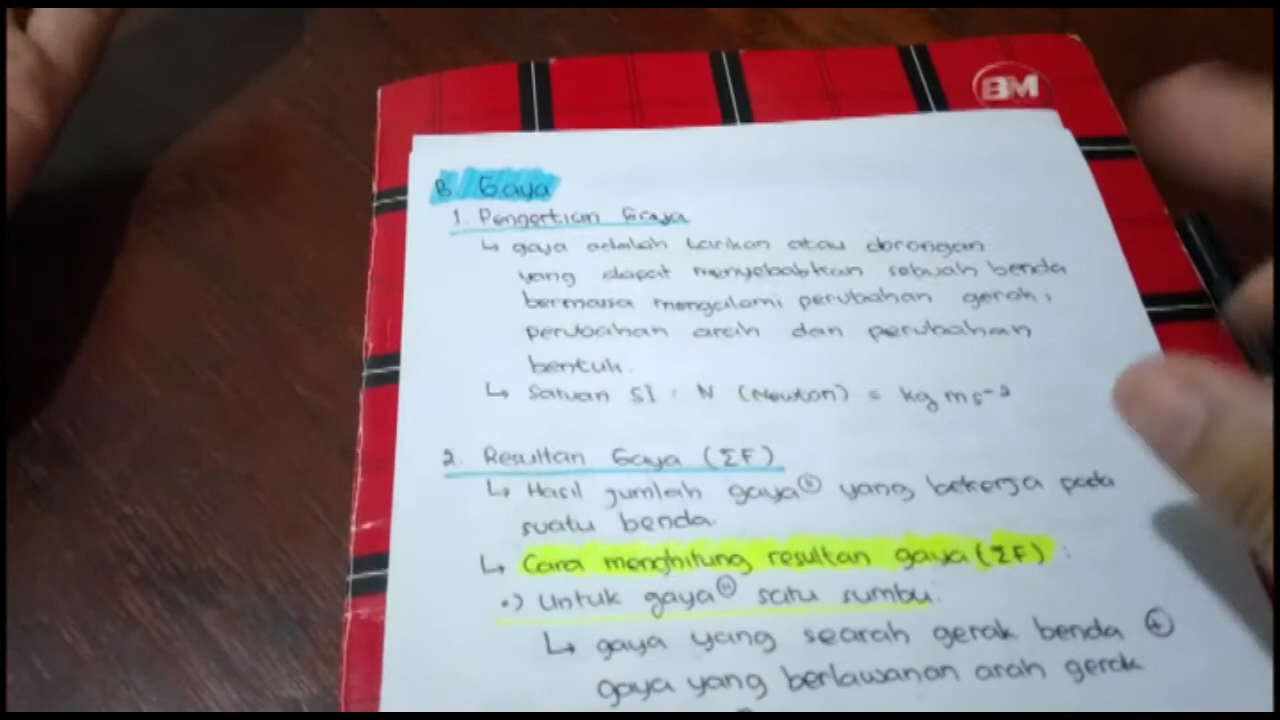 BM
B. Gaya
1. Pengertian Gaya
↳ gaya adalah tarikan atau dorongan
yang dapat menyebabkan sebuah benda
bermassa mengalami perubahan gerak,
perubahan arah dan perubahan
bentuk.
↳ Satuan SI : N (Newton) = kg m s⁻²
2. Resultan Gaya (ΣF)
↳ Hasil jumlah gaya yang bekerja pada
suatu benda.
↳ Cara menghitung resultan gaya (ΣF) :
•) Untuk gaya satu sumbu.
↳ gaya yang searah gerak benda ⊕
gaya yang berlawanan arah gerak